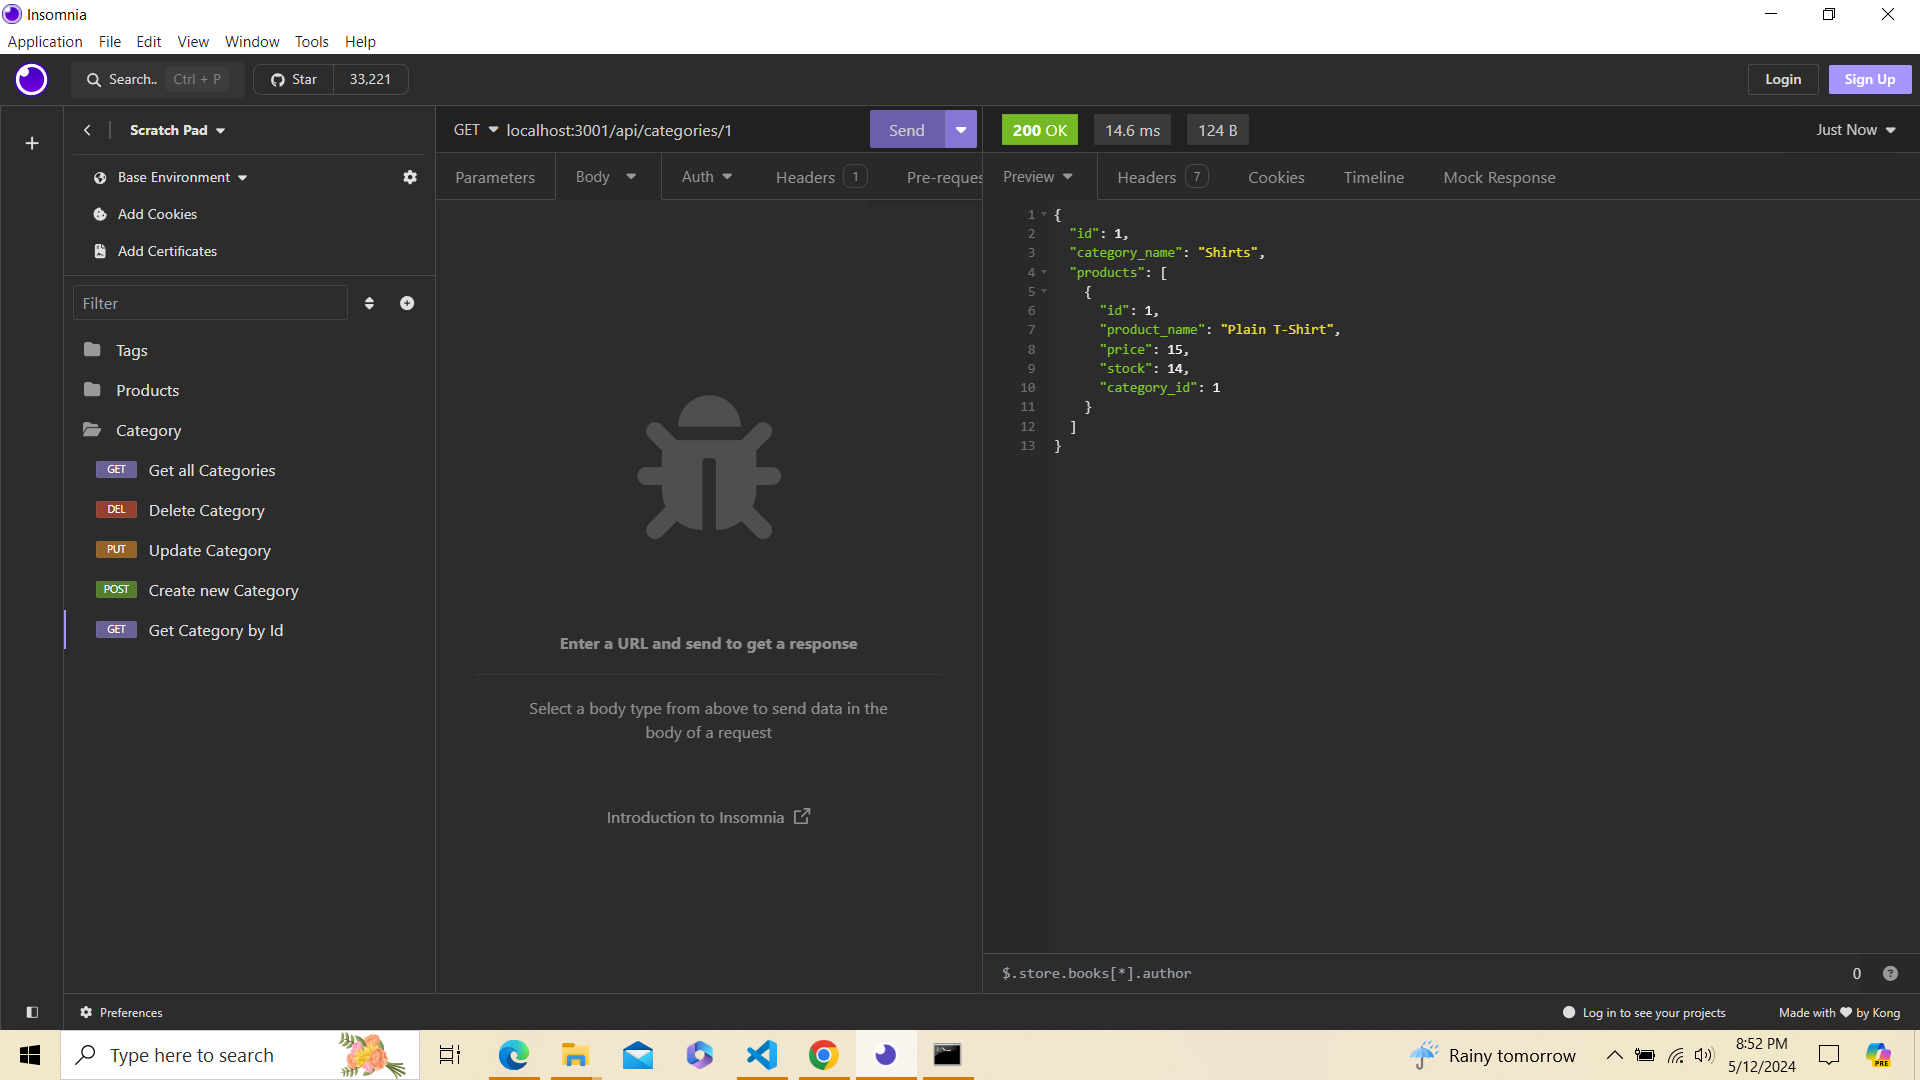 Insomnia
Application File Edit View Window Tools Help
Search.. Ctrl + P Star 33,221 Login Sign Up
Scratch Pad
Base Environment
Add Cookies
Add Certificates
Filter
Tags
Products
Category
GET Get all Categories
DEL Delete Category
PUT Update Category
POST Create new Category
GET Get Category by Id
GET localhost:3001/api/categories/1 Send
Parameters Body Auth Headers 1 Pre-reques
Enter a URL and send to get a response
Select a body type from above to send data in the
body of a request
Introduction to Insomnia
200 OK 14.6 ms 124 B Just Now
Preview Headers 7 Cookies Timeline Mock Response
1 {
2 "id": 1,
3 "category_name": "Shirts",
4 "products": [
5 {
6 "id": 1,
7 "product_name": "Plain T-Shirt",
8 "price": 15,
9 "stock": 14,
10 "category_id": 1
11 }
12 ]
13 }
$.store.books[*].author 0 ?
Preferences Log in to see your projects Made with ❤ by Kong
Type here to search
Rainy tomorrow
PRE
8:52 PM
5/12/2024